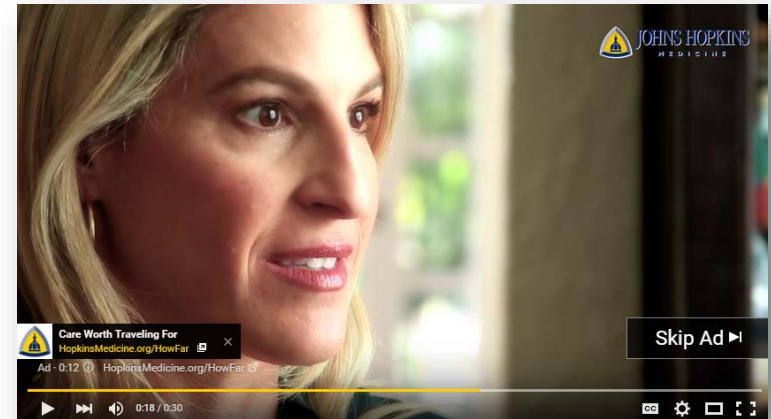 JOHNS HOPKINS
MEDICINE
Care Worth Traveling For
HopkinsMedicine.org/HowFar
Skip Ad
Ad · 0:12 HopkinsMedicine.org/HowFar
0:18 / 0:30
CC